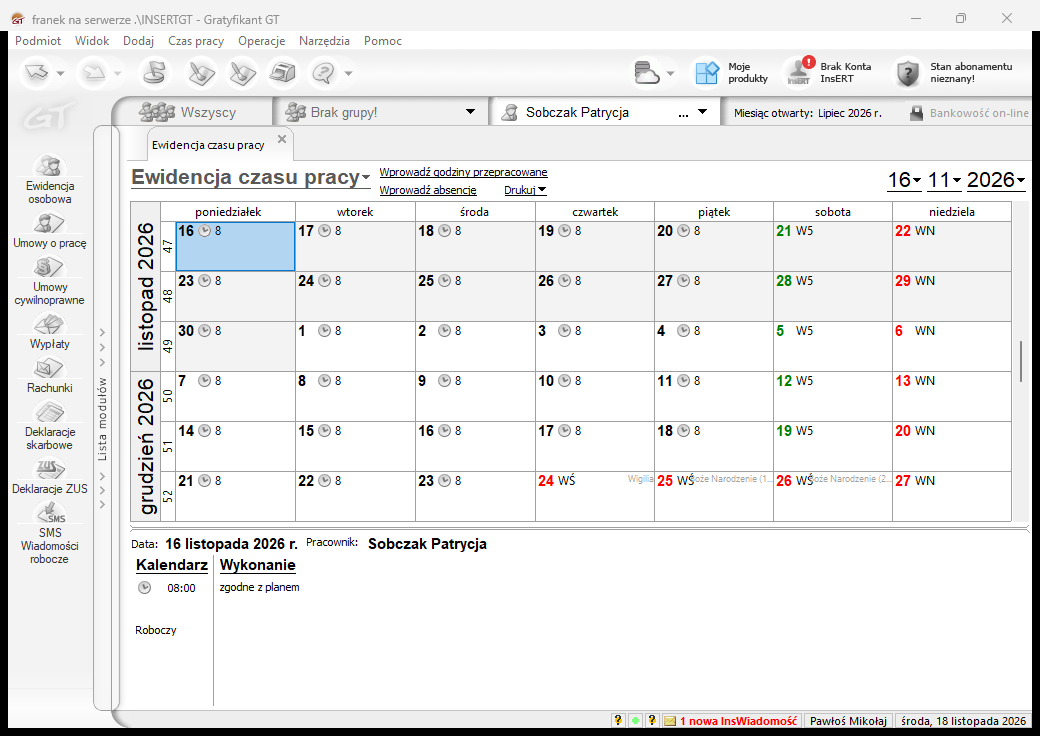 franek na serwerze .\INSERTGT - Gratyfikant GT
Podmiot Widok Dodaj Czas pracy Operacje Narzędzia Pomoc
Moje produkty
Brak Konta InsERT
Stan abonamentu nieznany!
GT
Wszyscy Brak grupy! Sobczak Patrycja ... Miesiąc otwarty: Lipiec 2026 r. Bankowość on-line
Ewidencja czasu pracy
Ewidencja czasu pracy
Wprowadź godziny przepracowane
Wprowadź absencję Drukuj
16 11 2026
Ewidencja osobowa
Umowy o pracę
Umowy cywilnoprawne
Wypłaty
Rachunki
Deklaracje skarbowe
Deklaracje ZUS
SMS Wiadomości robocze
Lista modułów
poniedziałek wtorek środa czwartek piątek sobota niedziela
listopad 2026
47 16 8 17 8 18 8 19 8 20 8 21 W5 22 WN
48 23 8 24 8 25 8 26 8 27 8 28 W5 29 WN
49 30 8 1 8 2 8 3 8 4 8 5 W5 6 WN
grudzień 2026
50 7 8 8 8 9 8 10 8 11 8 12 W5 13 WN
51 14 8 15 8 16 8 17 8 18 8 19 W5 20 WN
52 21 8 22 8 23 8 24 WŚ Wigilia 25 WŚ Boże Narodzenie (1... 26 WŚ Boże Narodzenie (2... 27 WN
Data: 16 listopada 2026 r. Pracownik: Sobczak Patrycja
Kalendarz Wykonanie
08:00 zgodne z planem
Roboczy
1 nowa InsWiadomość Pawłoś Mikołaj środa, 18 listopada 2026